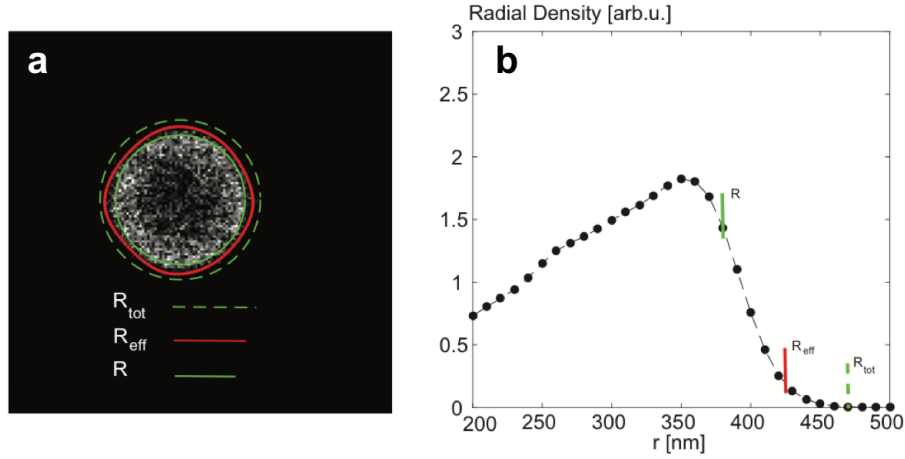 a
R_tot
R_eff
R
Radial Density [arb.u.]
b
3
2.5
2
1.5
1
0.5
0
R
R_eff
R_tot
200 250 300 350 400 450 500
r [nm]